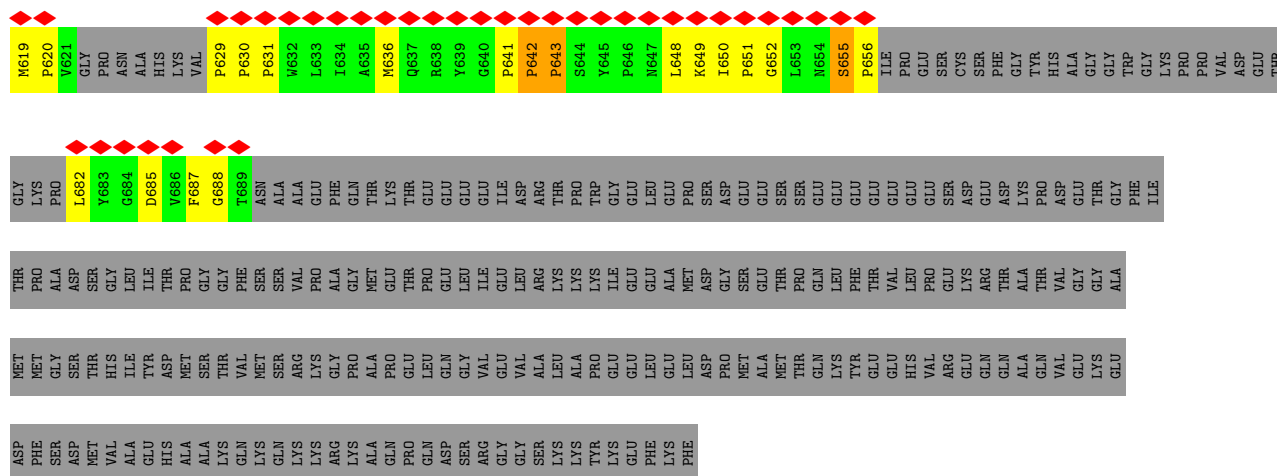 M619 P620 V621 GLY PRO ASN ALA HIS LYS VAL P629 P630 P631 W632 L633 I634 A635 M636 Q637 R638 Y639 G640 P641 P642 P643 S644 Y645 P646 N647 L648 K649 I650 P651 G652 L653 N654 S655 P656 ILE PRO GLU SER CYS SER PHE GLY TYR HIS ALA GLY GLY TRP GLY LYS PRO PRO VAL ASP GLU THR
GLY LYS PRO L682 Y683 G684 D685 V686 F687 G688 T689 ASN ALA ALA GLU PHE GLN THR LYS THR GLU GLU GLU GLU ILE ASP ARG THR PRO TRP GLY GLU LEU GLU PRO SER ASP GLU GLU SER SER GLU GLU GLU GLU GLU GLU GLU SER ASP GLU ASP LYS PRO ASP GLU THR GLY PHE ILE
THR PRO ALA ASP SER GLY LEU ILE THR PRO GLY GLY PHE SER SER VAL PRO ALA GLY MET GLU THR PRO GLU LEU ILE GLU LEU ARG LYS LYS LYS ILE GLU GLU ALA MET ASP GLY SER GLU THR PRO GLN LEU PHE THR VAL LEU PRO GLU LYS ARG THR ALA THR VAL GLY GLY ALA
MET MET GLY SER THR HIS ILE TYR ASP MET SER THR VAL MET SER ARG LYS GLY PRO ALA PRO GLU LEU GLN GLY VAL GLU VAL ALA LEU ALA PRO GLU GLU LEU GLU LEU ASP PRO MET ALA MET THR GLN LYS TYR GLU GLU HIS VAL ARG GLU GLN GLN ALA GLN VAL GLU LYS GLU
ASP PHE SER ASP MET VAL ALA GLU HIS ALA ALA LYS GLN LYS GLN LYS LYS ARG LYS ALA GLN PRO GLN ASP SER ARG GLY GLY SER LYS LYS TYR LYS GLU PHE LYS PHE